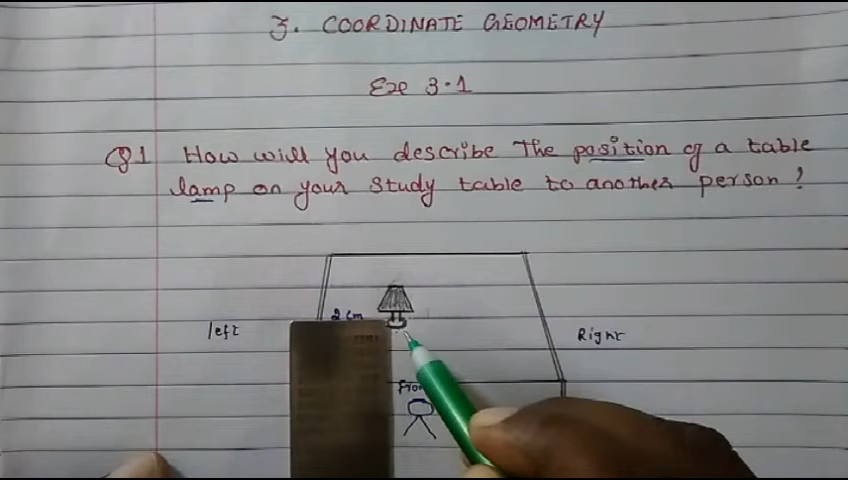 3. COORDINATE GEOMETRY
Exe 3.1
Q1 How will you describe the position of a table
lamp on your study table to another person?
2 cm
left
Right